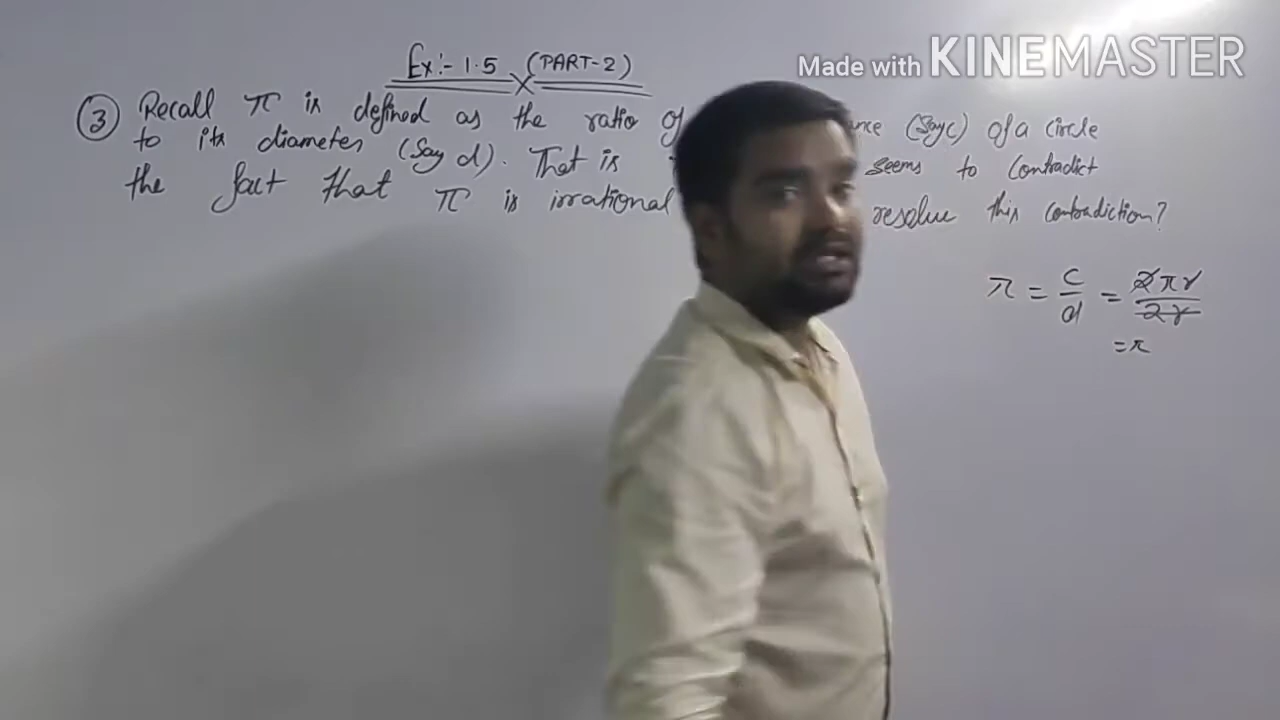 Made with KINEMASTER
Ex:- 1.5 (PART-2)
③ Recall π is defined as the ratio of (Say c) of a circle
to its diameter (Say d). That is seems to Contradict
the fact that π is irrational resolve this contradiction?
π = c/d = 2πr/2r
= π